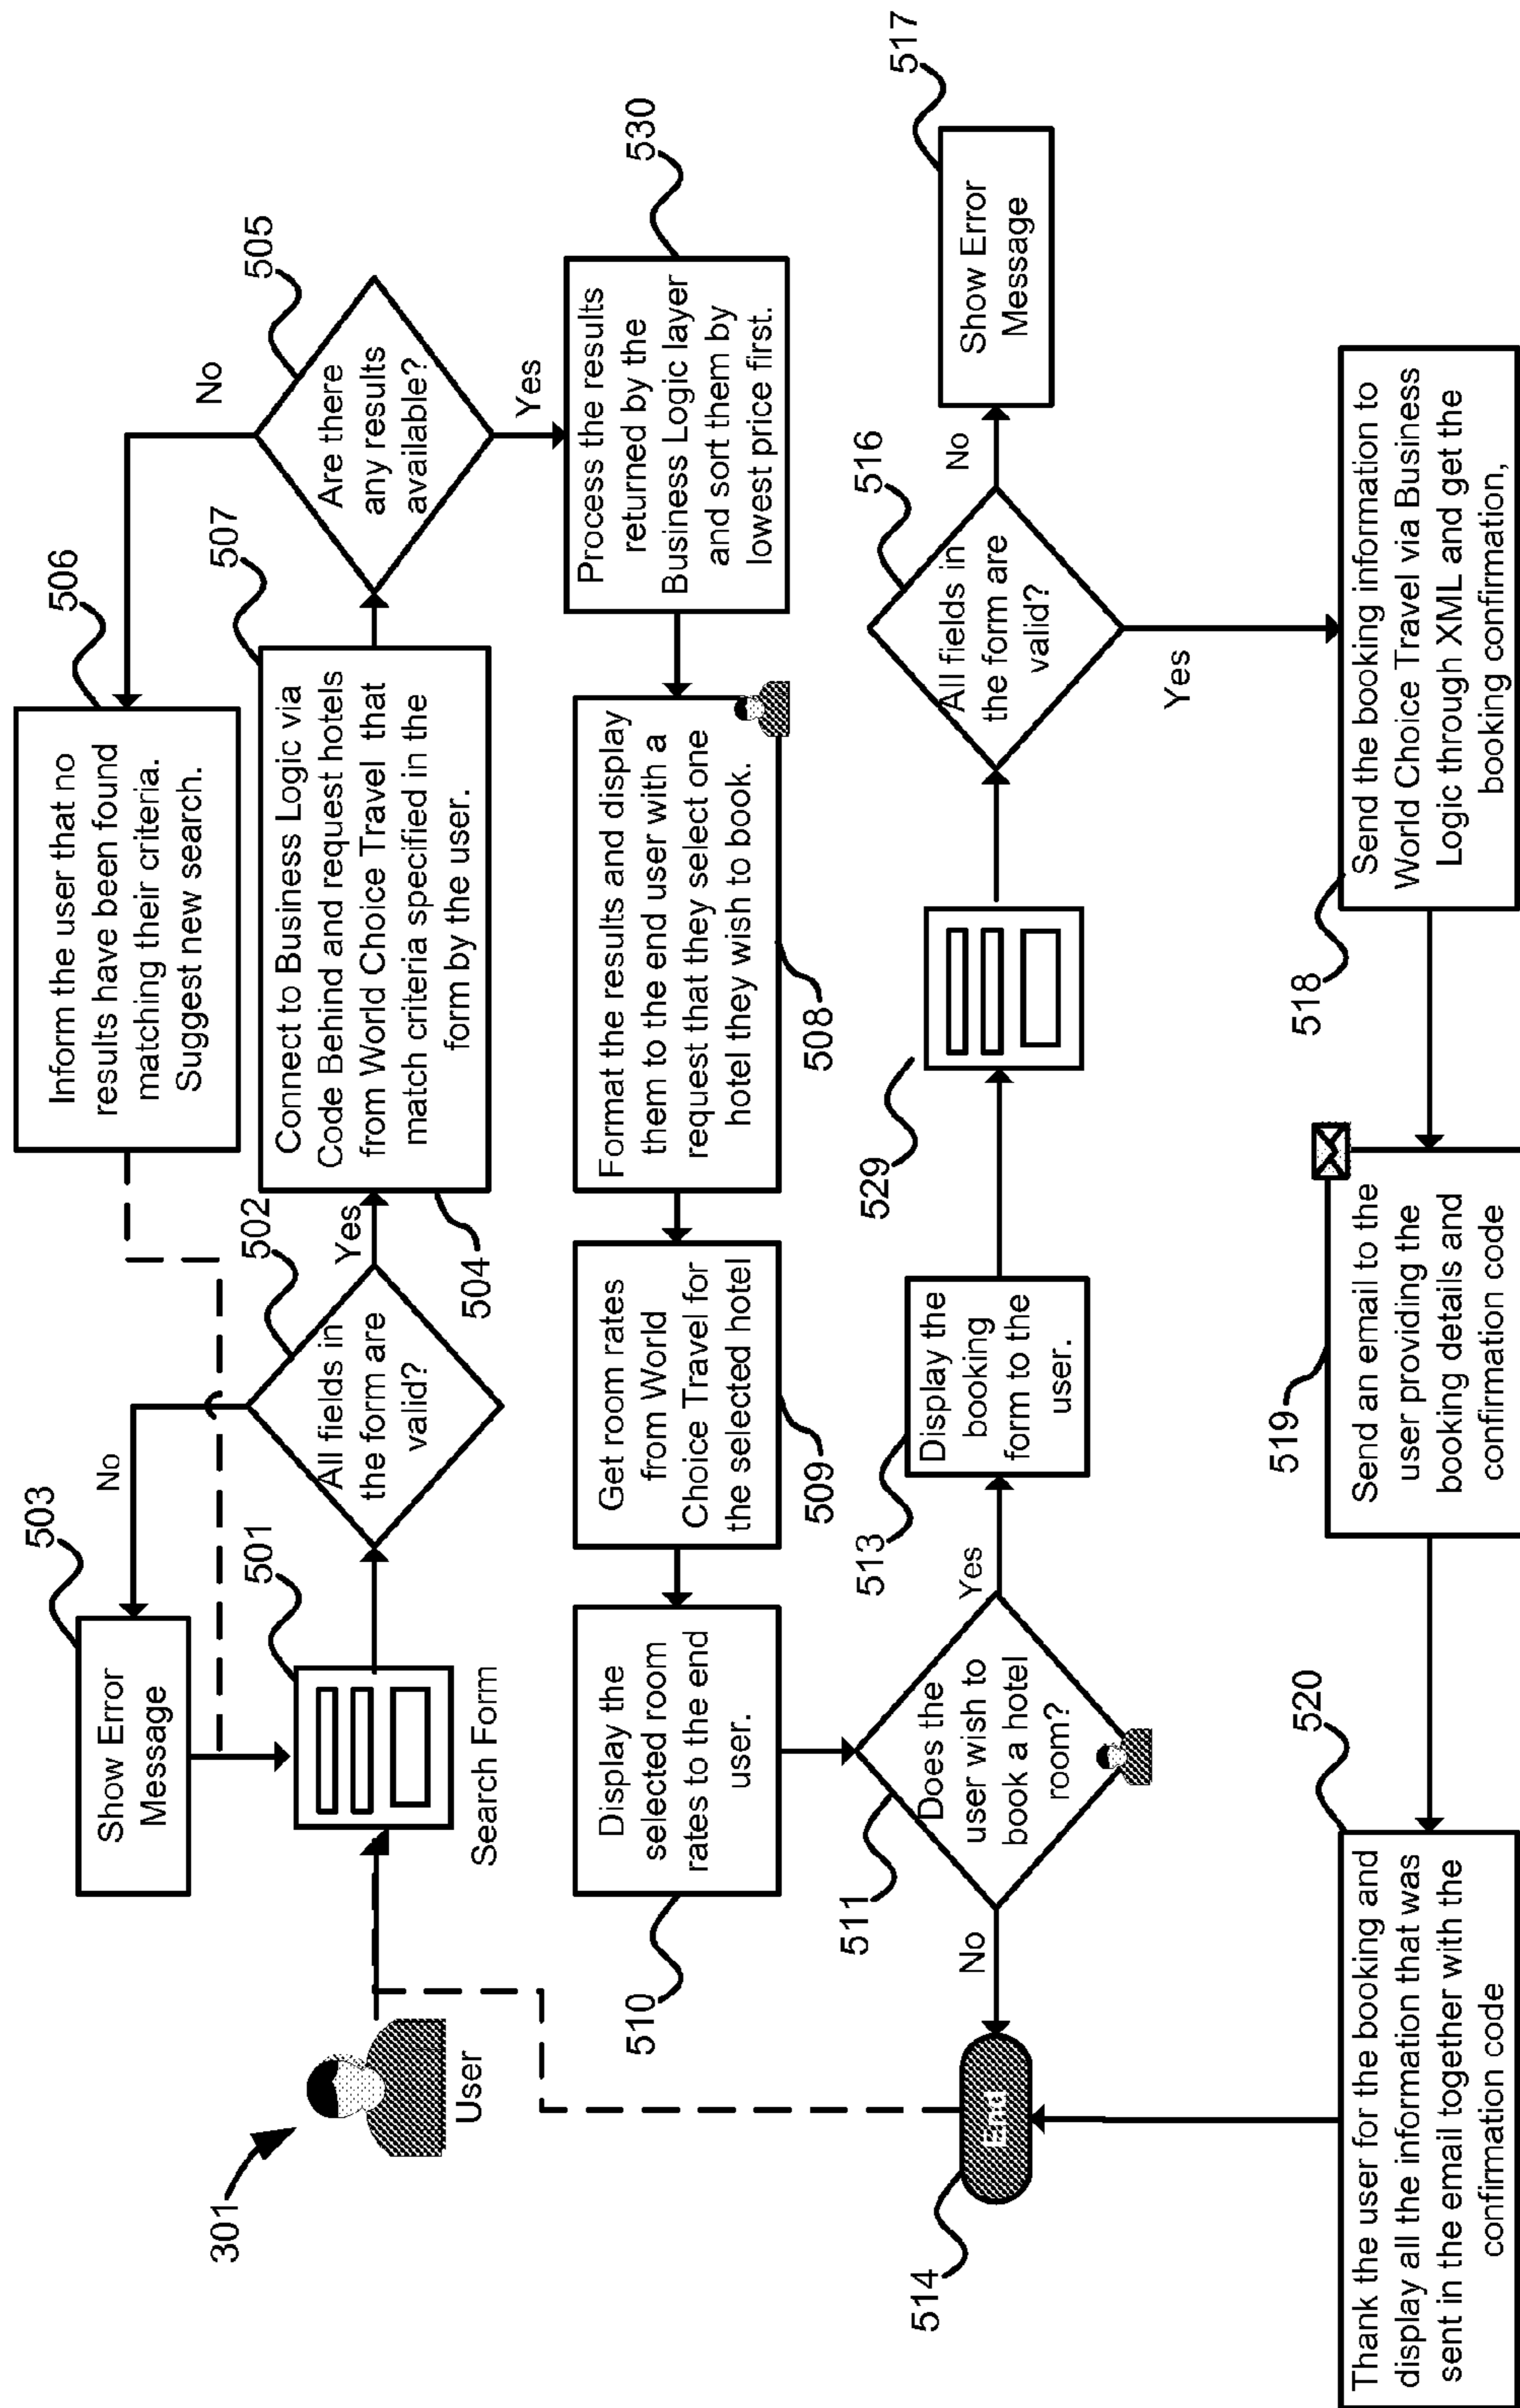 503
Show Error
Message
No
506
Inform the user that no
results have been found
matching their criteria.
Suggest new search.
301
User
501
Search Form
502
All fields in
the form are
valid?
Yes
504
507
Connect to Business Logic via
Code Behind and request hotels
from World Choice Travel that
match criteria specified in the
form by the user.
505
Are there
any results
available?
No
Yes
530
Process the results
returned by the
Business Logic layer
and sort them by
lowest price first.
Format the results and display
them to the end user with a
request that they select one
hotel they wish to book.
508
Get room rates
from World
Choice Travel for
the selected hotel
509
Display the
selected room
rates to the end
user.
510
511
Does the
user wish to
book a hotel
room?
No
Yes
514
End
513
Display the
booking
form to the
user.
529
516
All fields in
the form are
valid?
No
Yes
517
Show Error
Message
518
Send the booking information to
World Choice Travel via Business
Logic through XML and get the
booking confirmation,
519
Send an email to the
user providing the
booking details and
confirmation code
520
Thank the user for the booking and
display all the information that was
sent in the email together with the
confirmation code